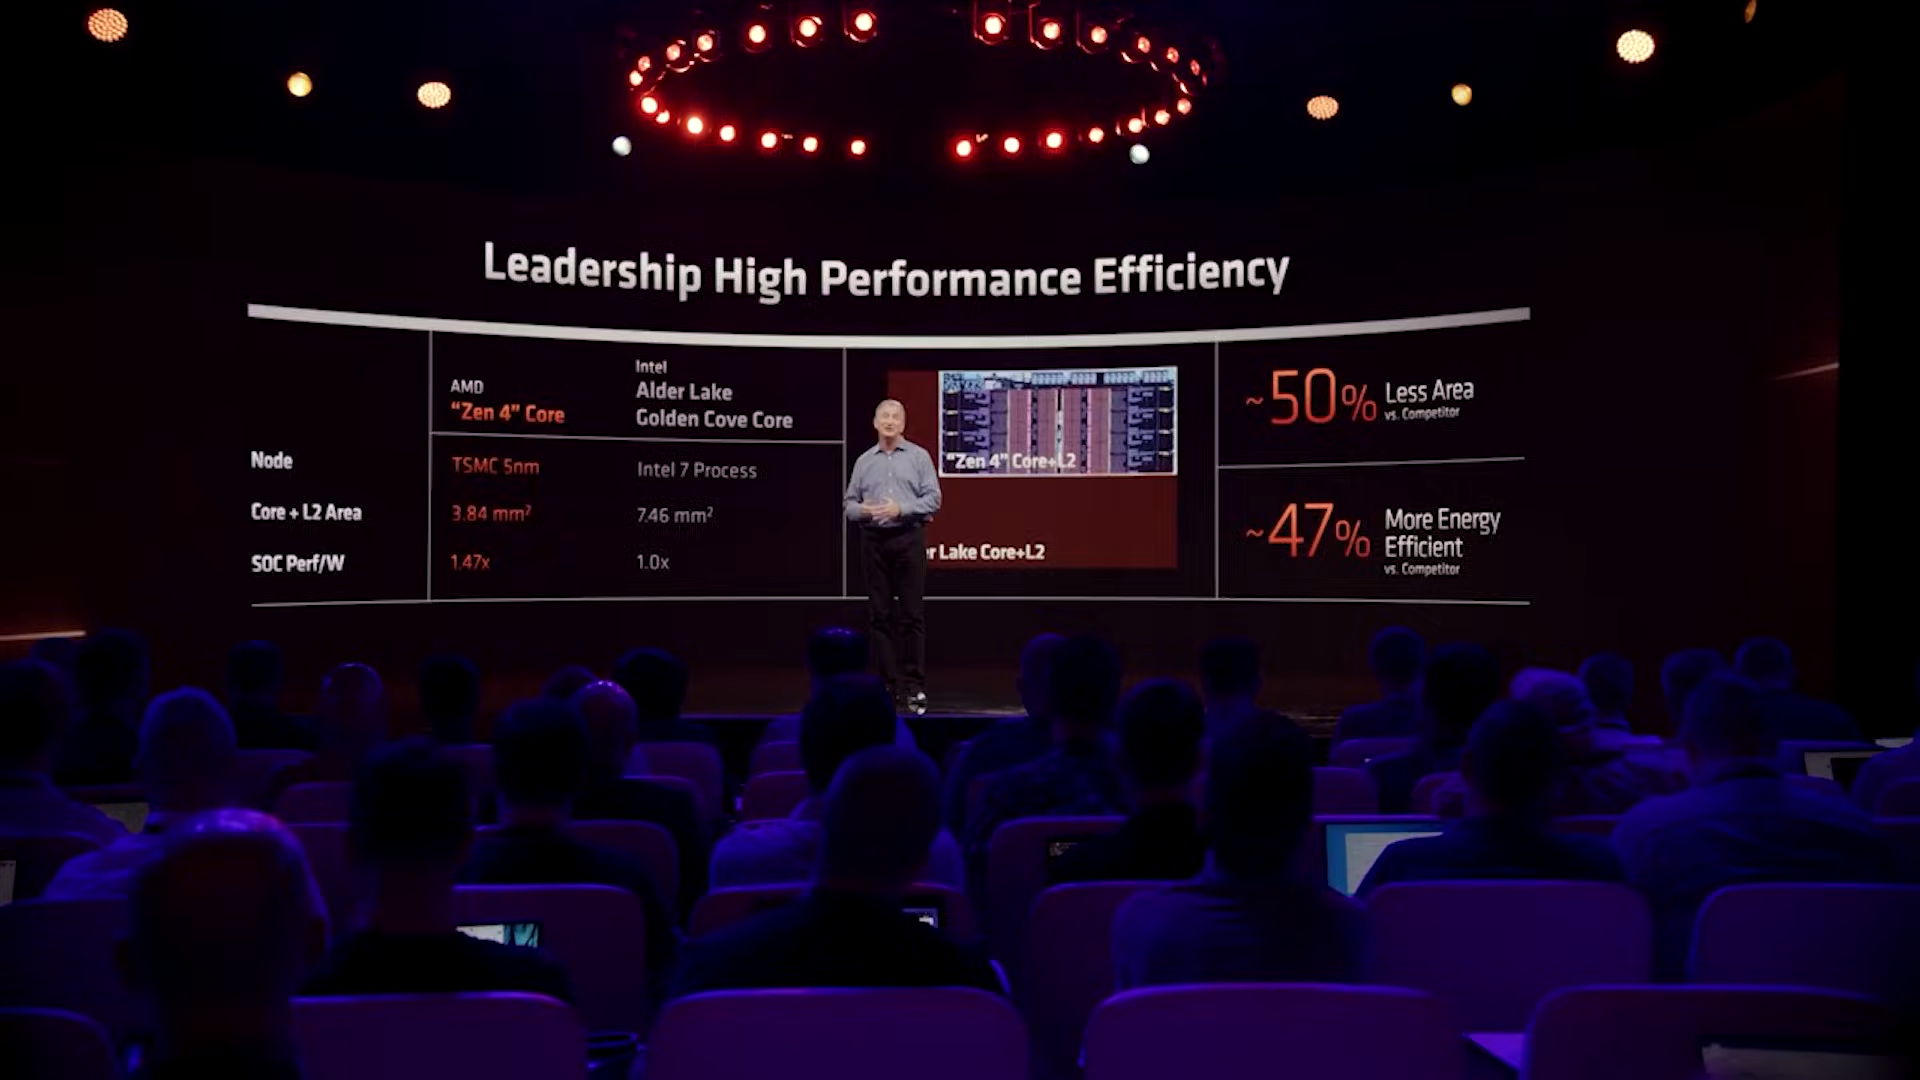 Leadership High Performance Efficiency
AMD
"Zen 4" Core
Intel
Alder Lake
Golden Cove Core
Node
TSMC 5nm
Intel 7 Process
Core + L2 Area
3.84 mm²
7.46 mm²
SOC Perf/W
1.47x
1.0x
"Zen 4" Core+L2
er Lake Core+L2
~50% Less Area
vs. Competitor
~47% More Energy
Efficient
vs. Competitor